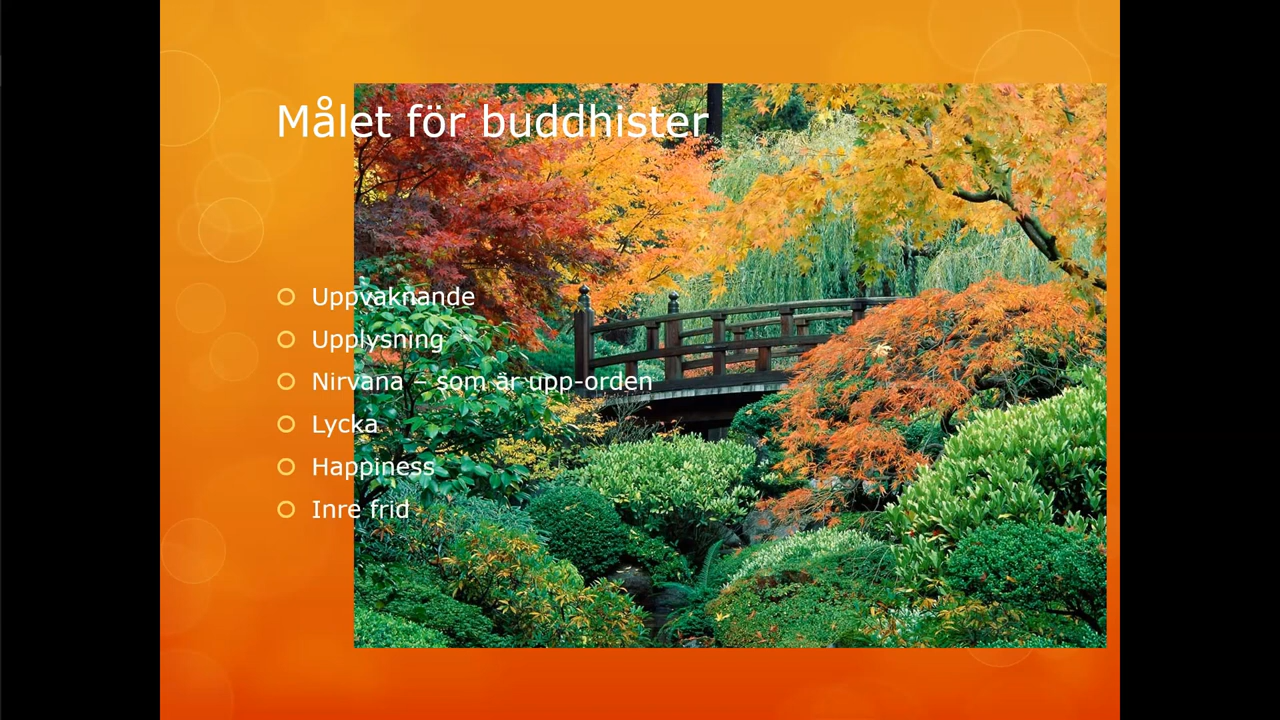 Målet för buddhister
Uppvaknande
Upplysning
Nirvana – som är upp-orden
Lycka
Happiness
Inre frid